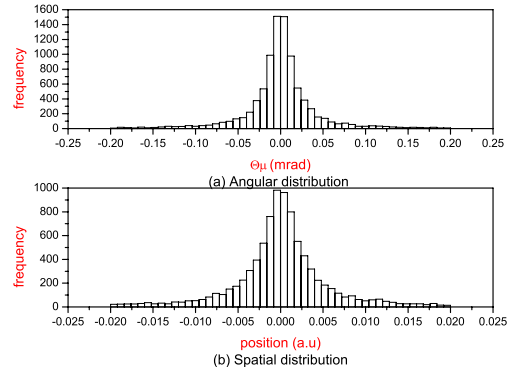 1600
1400
1200
1000
800
600
400
200
0
frequency
-0.25 -0.20 -0.15 -0.10 -0.05 0.00 0.05 0.10 0.15 0.20 0.25
Θμ (mrad)
(a) Angular distribution
1000
800
600
400
200
0
frequency
-0.025 -0.020 -0.015 -0.010 -0.005 0.000 0.005 0.010 0.015 0.020 0.025
position (a.u)
(b) Spatial distribution